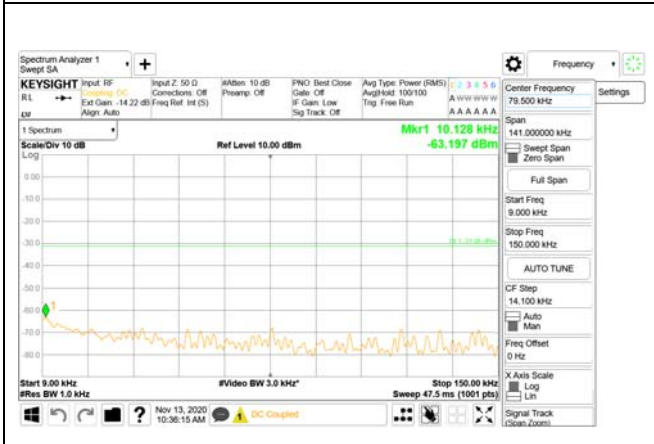 Spectrum Analyzer 1
Swept SA
Frequency
KEYSIGHT
RL
Input: RF
Coupling: DC
Ext Gain: -14.22 dB
Align: Auto
Input Z: 50 Ω
Corrections: Off
Freq Ref: Int (S)
#Atten: 10 dB
Preamp: Off
PNO: Best Close
Gate: Off
IF Gain: Low
Sig Track: Off
Avg Type: Power (RMS)
Avg|Hold: 100/100
Trig: Free Run
1 2 3 4 5 6
A W W W W W
A A A A A A
1 Spectrum
Scale/Div 10 dB
Log
Ref Level 10.00 dBm
Mkr1 10.128 kHz
-63.197 dBm
0.00
-10.0
-20.0
-30.0
-40.0
-60.0
-70.0
-80.0
1
Start 9.00 kHz
#Res BW 1.0 kHz
#Video BW 3.0 kHz*
Stop 150.00 kHz
Sweep 47.5 ms (1001 pts)
Nov 13, 2020
10:36:15 AM
DC Coupled
Center Frequency
79.500 kHz
Settings
Span
141.000000 kHz
Swept Span
Zero Span
Full Span
Start Freq
9.000 kHz
Stop Freq
150.000 kHz
AUTO TUNE
CF Step
14.100 kHz
Auto
Man
Freq Offset
0 Hz
X Axis Scale
Log
Lin
Signal Track
(Span Zoom)